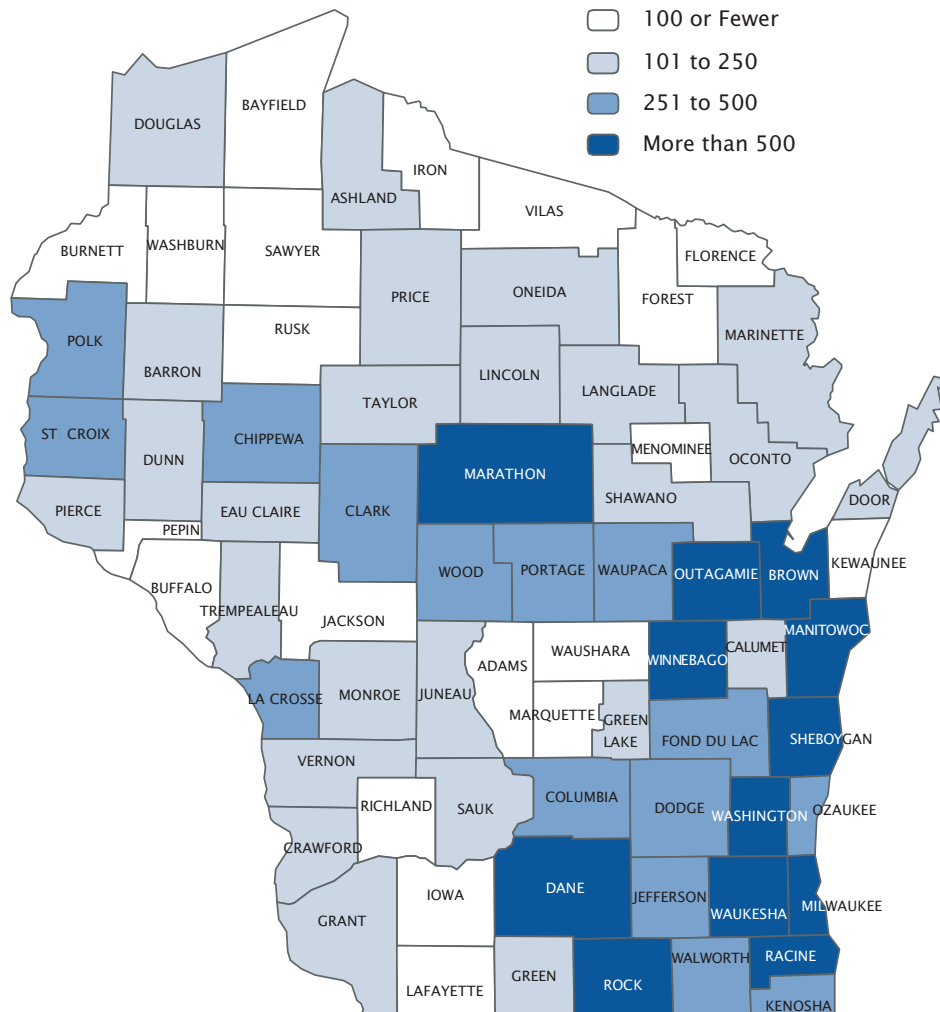 100 or Fewer
101 to 250
251 to 500
More than 500
BAYFIELD
DOUGLAS
IRON
ASHLAND
VILAS
BURNETT
WASHBURN
SAWYER
FLORENCE
ONEIDA
PRICE
FOREST
RUSK
MARINETTE
POLK
BARRON
LINCOLN
LANGLADE
TAYLOR
ST. CROIX
CHIPPEWA
MENOMINEE
DUNN
OCONTO
MARATHON
SHAWANO
DOOR
PIERCE
EAU CLAIRE
CLARK
PEPIN
KEWAUNEE
WOOD
PORTAGE
WAUPACA
OUTAGAMIE
BROWN
BUFFALO
TREMPEALEAU
JACKSON
MANITOWOC
CALUMET
WAUSHARA
WINNEBAGO
ADAMS
MONROE
JUNEAU
LA CROSSE
MARQUETTE
GREEN
LAKE
FOND DU LAC
SHEBOYGAN
VERNON
COLUMBIA
RICHLAND
SAUK
DODGE
WASHINGTON
OZAUKEE
CRAWFORD
DANE
IOWA
JEFFERSON
MILWAUKEE
WAUKESHA
GRANT
RACINE
WALWORTH
GREEN
ROCK
LAFAYETTE
KENOSHA